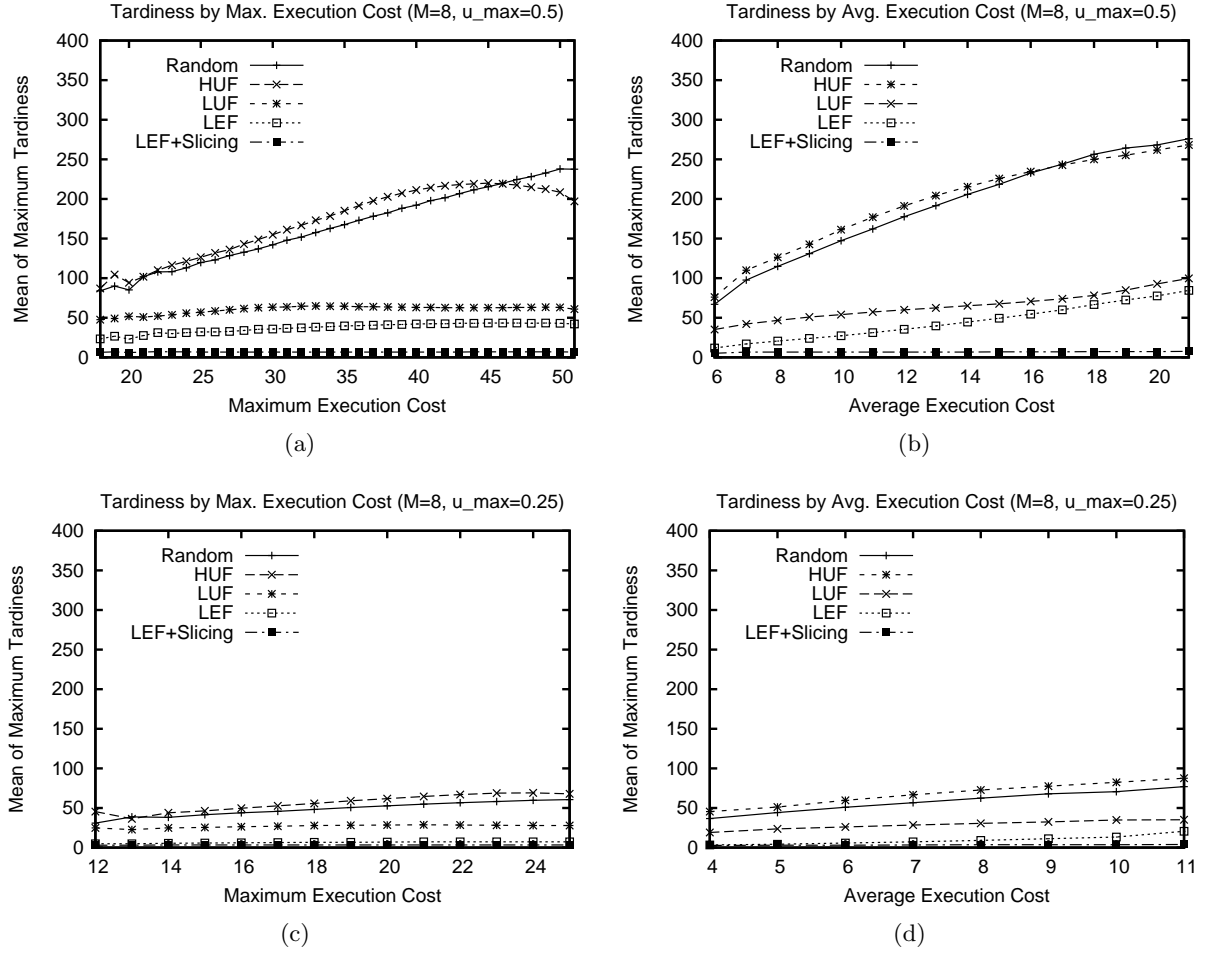 Tardiness by Max. Execution Cost (M=8, u_max=0.5)
400
350
300
250
200
150
100
50
0
Mean of Maximum Tardiness
Random
HUF
LUF
LEF
LEF+Slicing
20 25 30 35 40 45 50
Maximum Execution Cost
(a)
Tardiness by Avg. Execution Cost (M=8, u_max=0.5)
400
350
300
250
200
150
100
50
0
Mean of Maximum Tardiness
Random
HUF
LUF
LEF
LEF+Slicing
6 8 10 12 14 16 18 20
Average Execution Cost
(b)
Tardiness by Max. Execution Cost (M=8, u_max=0.25)
400
350
300
250
200
150
100
50
0
Mean of Maximum Tardiness
Random
HUF
LUF
LEF
LEF+Slicing
12 14 16 18 20 22 24
Maximum Execution Cost
(c)
Tardiness by Avg. Execution Cost (M=8, u_max=0.25)
400
350
300
250
200
150
100
50
0
Mean of Maximum Tardiness
Random
HUF
LUF
LEF
LEF+Slicing
4 5 6 7 8 9 10 11
Average Execution Cost
(d)